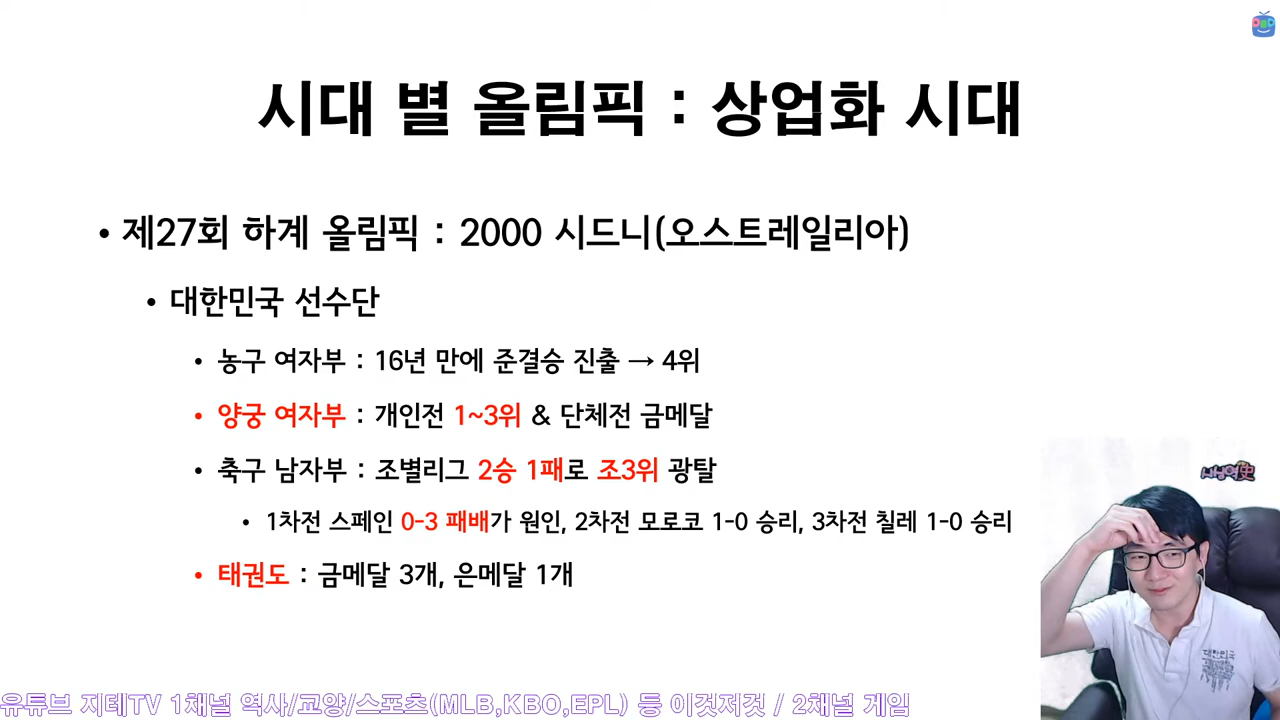 시대 별 올림픽 : 상업화 시대
• 제27회 하계 올림픽 : 2000 시드니(오스트레일리아)
• 대한민국 선수단
• 농구 여자부 : 16년 만에 준결승 진출 → 4위
• 양궁 여자부 : 개인전 1~3위 & 단체전 금메달
• 축구 남자부 : 조별리그 2승 1패로 조3위 광탈
• 1차전 스페인 0-3 패배가 원인, 2차전 모로코 1-0 승리, 3차전 칠레 1-0 승리
• 태권도 : 금메달 3개, 은메달 1개
대한민국
유튜브 지테TV 1채널 역사/교양/스포츠(MLB,KBO,EPL) 등 이것저것 / 2채널 게임